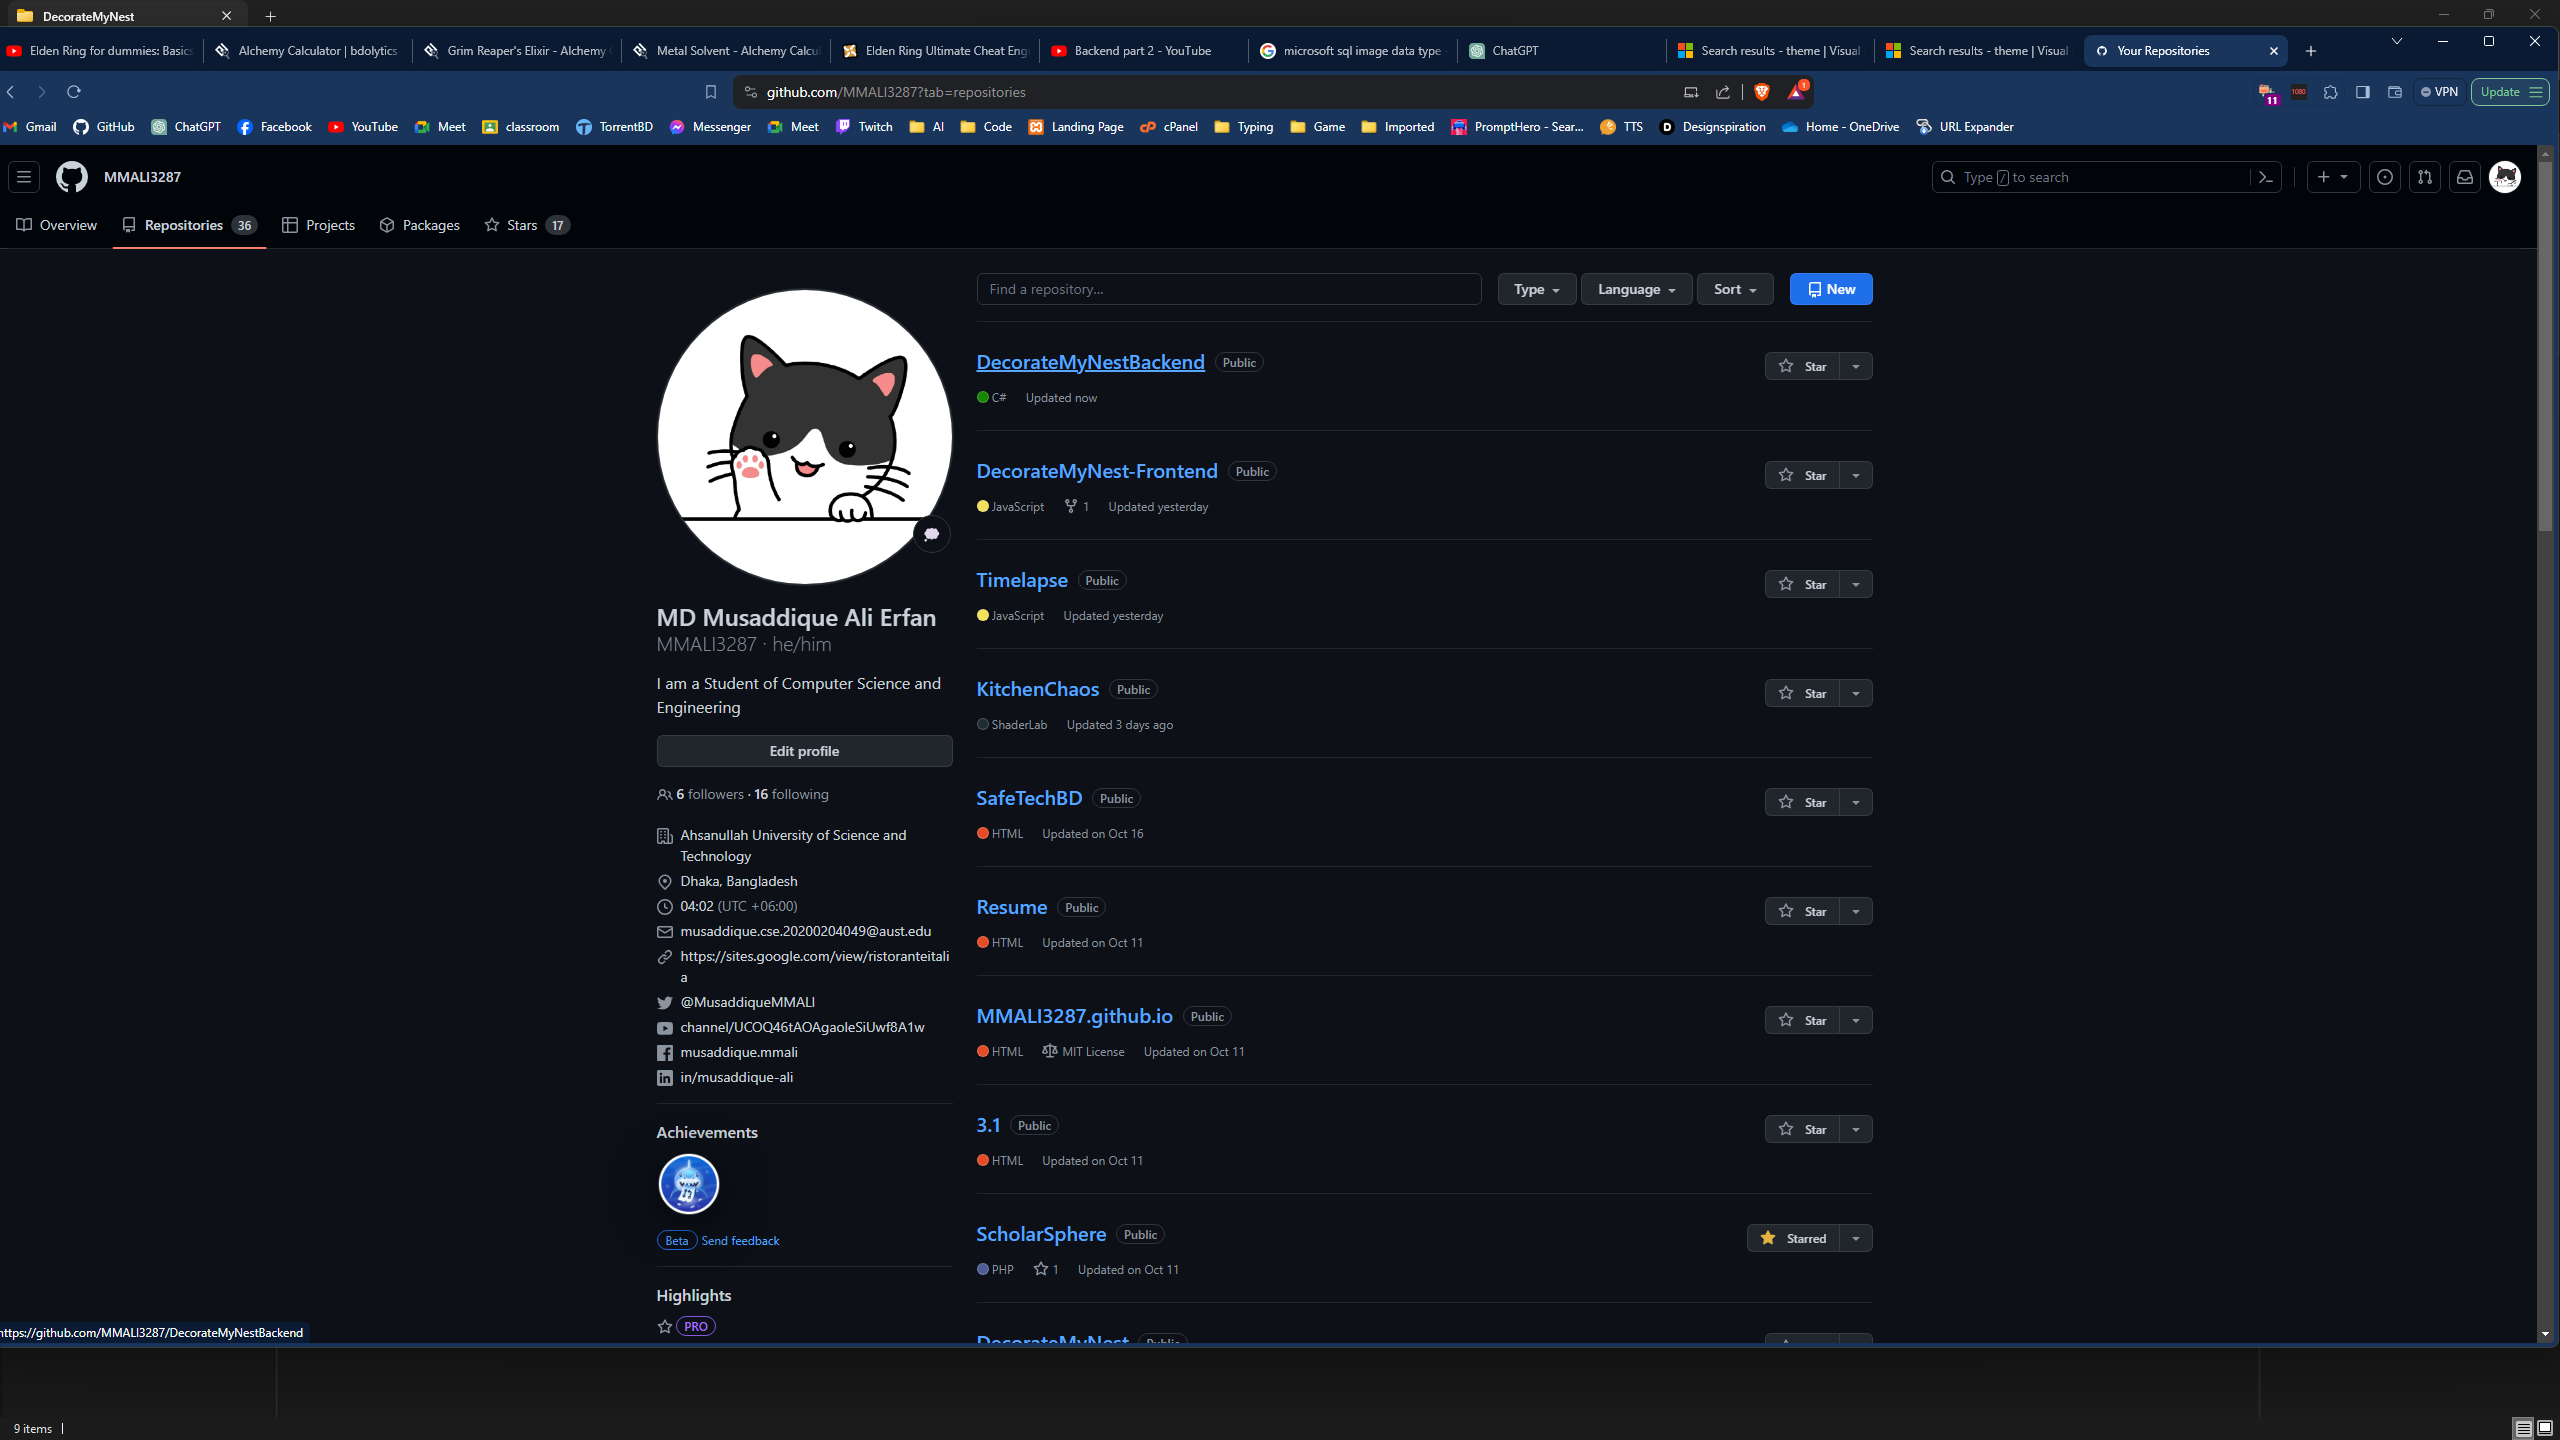 DecorateMyNest
Elden Ring for dummies: Basics
Alchemy Calculator | bdolytics
Grim Reaper's Elixir - Alchemy
Metal Solvent - Alchemy Calcul
Elden Ring Ultimate Cheat Engi
Backend part 2 - YouTube
microsoft sql image data type
ChatGPT
Search results - theme | Visual
Search results - theme | Visual
Your Repositories
github.com/MMALI3287?tab=repositories
1
11
1080
VPN
Update
Gmail
GitHub
ChatGPT
Facebook
YouTube
Meet
classroom
TorrentBD
Messenger
Meet
Twitch
AI
Code
Landing Page
cPanel
Typing
Game
Imported
PromptHero - Sear...
TTS
Designspiration
Home - OneDrive
URL Expander
MMALI3287
Type / to search
Overview
Repositories 36
Projects
Packages
Stars 17
Find a repository...
Type
Language
Sort
New
DecorateMyNestBackend Public
Star
C# Updated now
DecorateMyNest-Frontend Public
Star
JavaScript 1 Updated yesterday
Timelapse Public
Star
JavaScript Updated yesterday
KitchenChaos Public
Star
ShaderLab Updated 3 days ago
SafeTechBD Public
Star
HTML Updated on Oct 16
Resume Public
Star
HTML Updated on Oct 11
MMALI3287.github.io Public
Star
HTML MIT License Updated on Oct 11
3.1 Public
Star
HTML Updated on Oct 11
ScholarSphere Public
Starred
PHP 1 Updated on Oct 11
DecorateMyNest Public
MD Musaddique Ali Erfan
MMALI3287 · he/him
I am a Student of Computer Science and
Engineering
Edit profile
6 followers · 16 following
Ahsanullah University of Science and
Technology
Dhaka, Bangladesh
04:02 (UTC +06:00)
musaddique.cse.20200204049@aust.edu
https://sites.google.com/view/ristoranteitali
a
@MusaddiqueMMALI
channel/UCOQ46tAOAgaoleSiUwf8A1w
musaddique.mmali
in/musaddique-ali
Achievements
Beta Send feedback
Highlights
PRO
https://github.com/MMALI3287/DecorateMyNestBackend
9 items